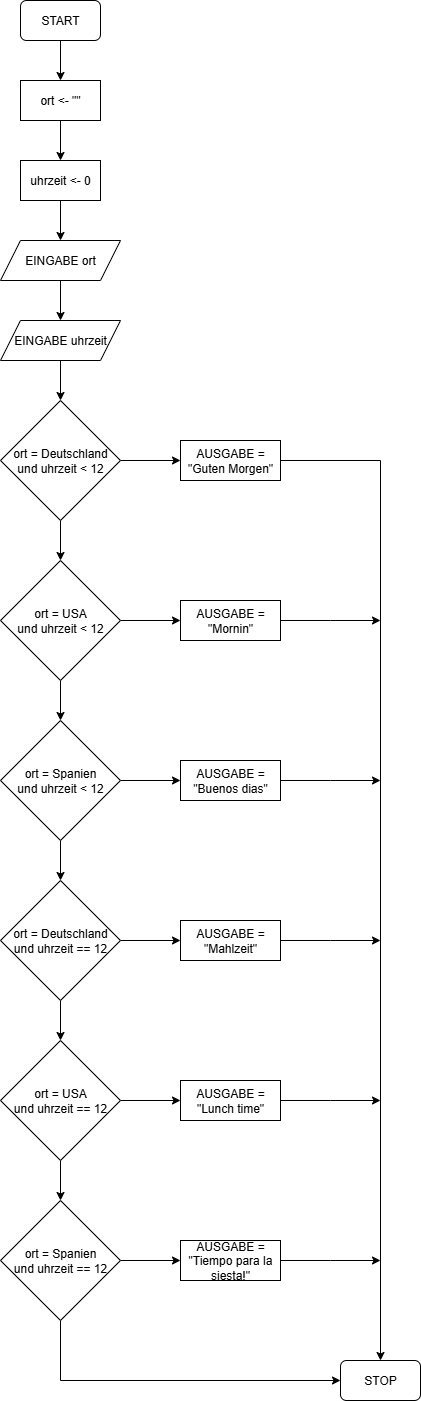 START
ort <- ""
uhrzeit <- 0
EINGABE ort
EINGABE uhrzeit
ort = Deutschland
und uhrzeit < 12
AUSGABE =
"Guten Morgen"
ort = USA
und uhrzeit < 12
AUSGABE =
"Mornin"
ort = Spanien
und uhrzeit < 12
AUSGABE =
"Buenos dias"
ort = Deutschland
und uhrzeit == 12
AUSGABE =
"Mahlzeit"
ort = USA
und uhrzeit == 12
AUSGABE =
"Lunch time"
ort = Spanien
und uhrzeit == 12
AUSGABE =
"Tiempo para la
siesta!"
STOP